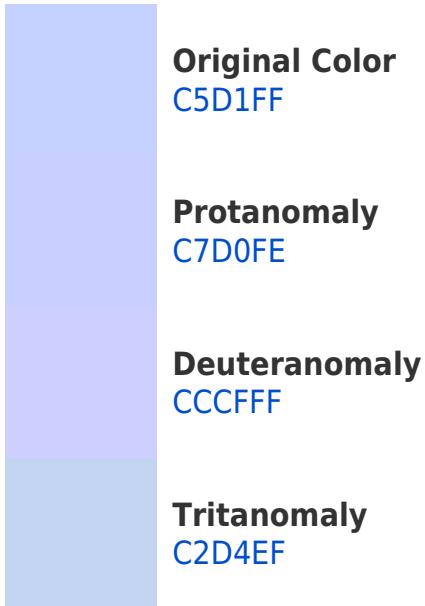 Original Color
C5D1FF
Protanomaly
C7D0FE
Deuteranomaly
CCCFFF
Tritanomaly
C2D4EF